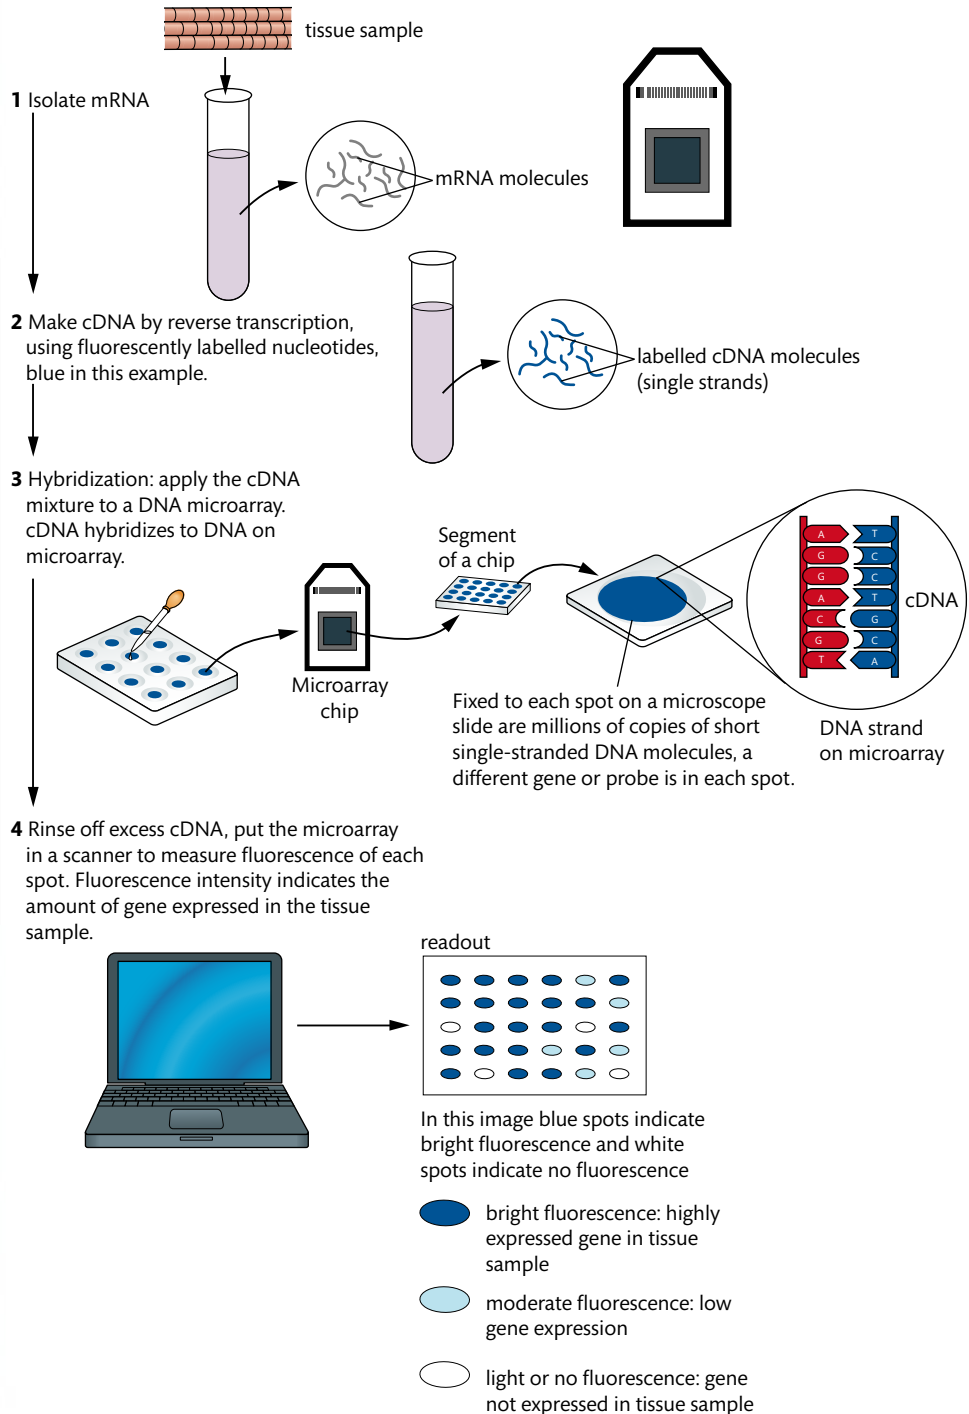 tissue sample
1 Isolate mRNA
mRNA molecules
2 Make cDNA by reverse transcription,
using fluorescently labelled nucleotides,
blue in this example.
labelled cDNA molecules
(single strands)
3 Hybridization: apply the cDNA
mixture to a DNA microarray.
cDNA hybridizes to DNA on
microarray.
Segment
of a chip
Microarray
chip
A T
G C
G C
A T
C G
G C
T A
cDNA
Fixed to each spot on a microscope
slide are millions of copies of short
single-stranded DNA molecules, a
different gene or probe is in each spot.
DNA strand
on microarray
4 Rinse off excess cDNA, put the microarray
in a scanner to measure fluorescence of each
spot. Fluorescence intensity indicates the
amount of gene expressed in the tissue
sample.
readout
In this image blue spots indicate
bright fluorescence and white
spots indicate no fluorescence
bright fluorescence: highly
expressed gene in tissue
sample
moderate fluorescence: low
gene expression
light or no fluorescence: gene
not expressed in tissue sample